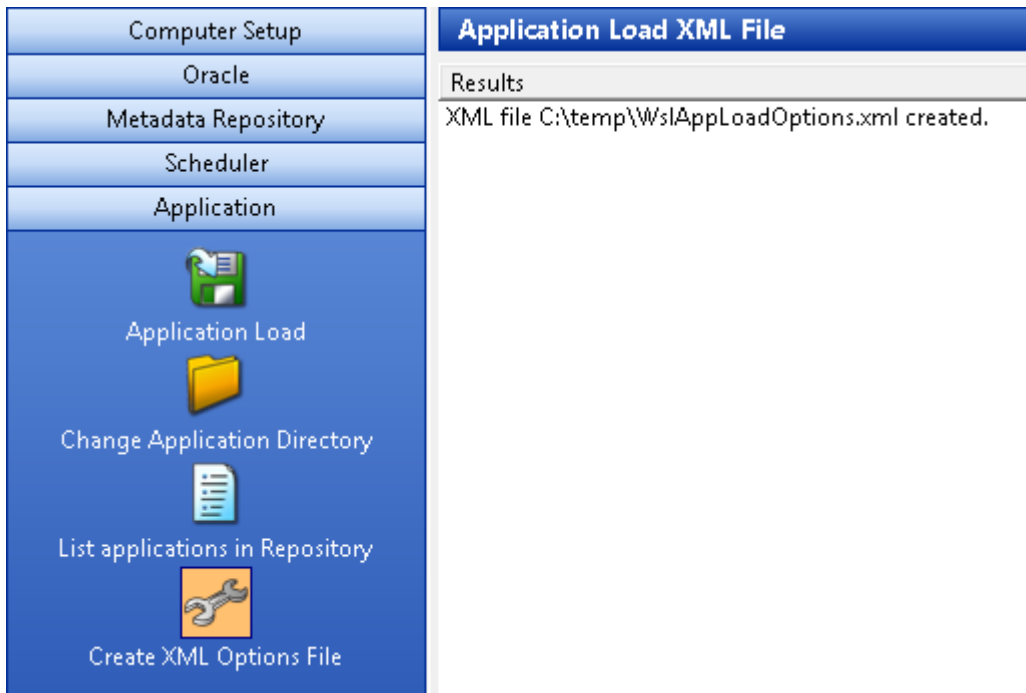 Computer Setup
Oracle
Metadata Repository
Scheduler
Application
Application Load
Change Application Directory
List applications in Repository
Create XML Options File
Application Load XML File
Results
XML file C:\temp\WslAppLoadOptions.xml created.